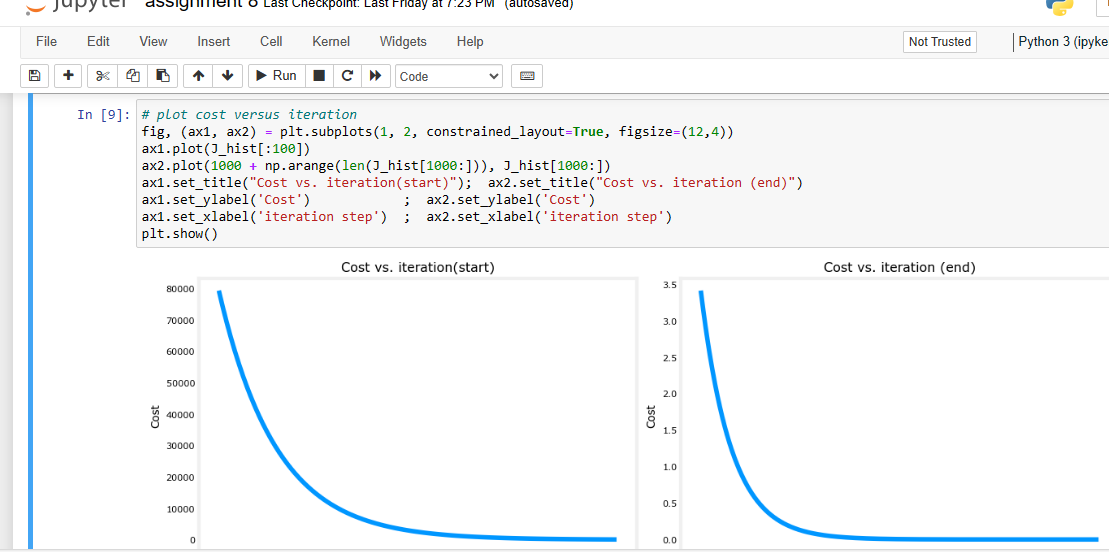 jupyter assignment 8 Last Checkpoint: Last Friday at 7:23 PM (autosaved)
File Edit View Insert Cell Kernel Widgets Help Not Trusted Python 3 (ipyke
Run Code
In [9]: # plot cost versus iteration
fig, (ax1, ax2) = plt.subplots(1, 2, constrained_layout=True, figsize=(12,4))
ax1.plot(J_hist[:100])
ax2.plot(1000 + np.arange(len(J_hist[1000:])), J_hist[1000:])
ax1.set_title("Cost vs. iteration(start)"); ax2.set_title("Cost vs. iteration (end)")
ax1.set_ylabel('Cost') ; ax2.set_ylabel('Cost')
ax1.set_xlabel('iteration step') ; ax2.set_xlabel('iteration step')
plt.show()
Cost vs. iteration(start)
80000
70000
60000
50000
40000
30000
20000
10000
0
Cost
Cost vs. iteration (end)
3.5
3.0
2.5
2.0
1.5
1.0
0.5
0.0
Cost